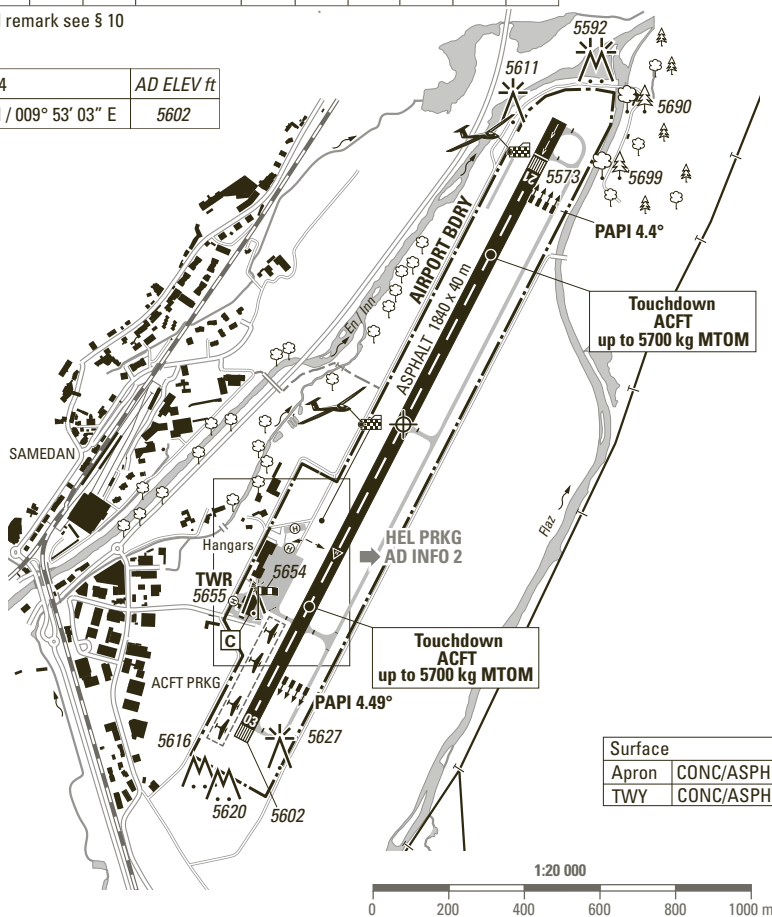 remark see § 10
4
AD ELEV ft
/ 009° 53' 03" E
5602
5592
5611
5690
5699
5573
21
PAPI 4.4°
AIRPORT BDRY
ASPHALT 1840 x 40 m
En / Inn
Touchdown
ACFT
up to 5700 kg MTOM
SAMEDAN
Flaz
H
H
Hangars
HEL PRKG
AD INFO 2
TWR
5654
5655
H
C
Touchdown
ACFT
up to 5700 kg MTOM
ACFT PRKG
PAPI 4.49°
03
5616
5627
5620
5602
Surface
Apron CONC/ASPH
TWY CONC/ASPH
1:20 000
0 200 400 600 800 1000 m